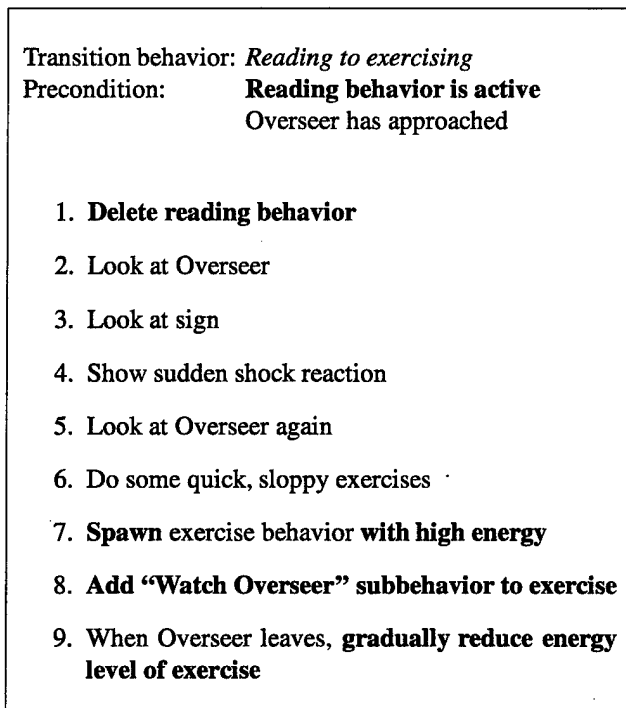 Transition behavior: Reading to exercising
Precondition: Reading behavior is active
Overseer has approached
1. Delete reading behavior
2. Look at Overseer
3. Look at sign
4. Show sudden shock reaction
5. Look at Overseer again
6. Do some quick, sloppy exercises
7. Spawn exercise behavior with high energy
8. Add “Watch Overseer” subbehavior to exercise
9. When Overseer leaves, gradually reduce energy
level of exercise